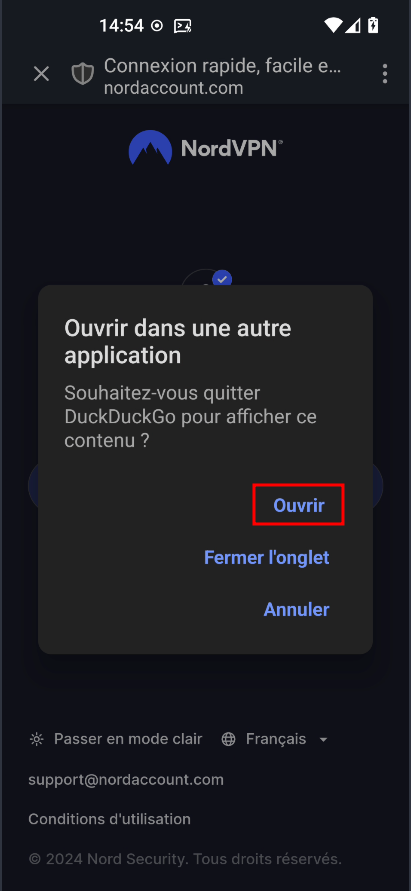 14:54
Connexion rapide, facile e...
nordaccount.com
NordVPN®
Ouvrir dans une autre
application
Souhaitez-vous quitter
DuckDuckGo pour afficher ce
contenu ?
Ouvrir
Fermer l'onglet
Annuler
Passer en mode clair Français
support@nordaccount.com
Conditions d'utilisation
© 2024 Nord Security. Tous droits réservés.